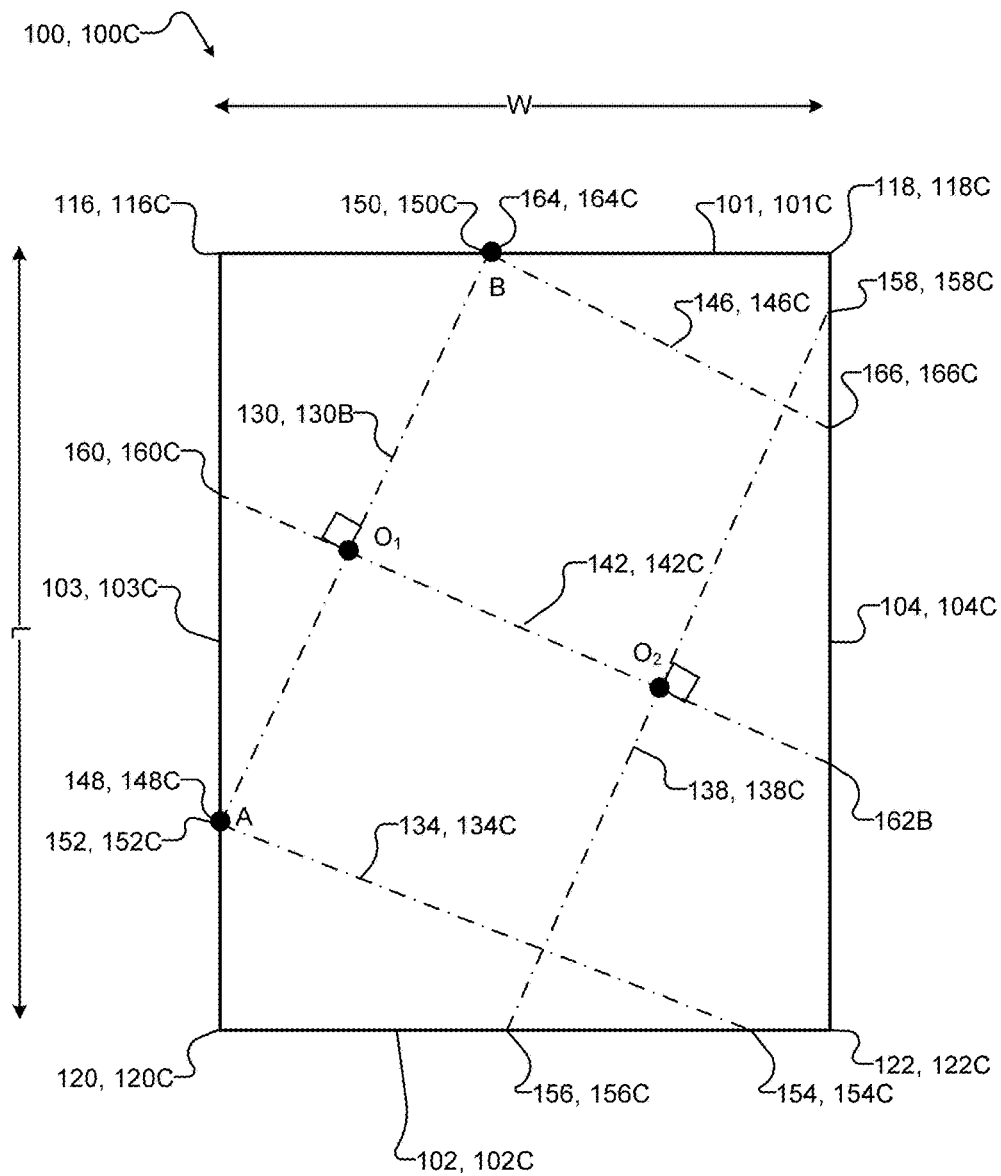 100, 100C
W
116, 116C
150, 150C
164, 164C
101, 101C
118, 118C
B
158, 158C
146, 146C
166, 166C
130, 130B
160, 160C
O₁
142, 142C
103, 103C
104, 104C
L
O₂
148, 148C
A
138, 138C
134, 134C
152, 152C
162B
120, 120C
122, 122C
156, 156C
154, 154C
102, 102C